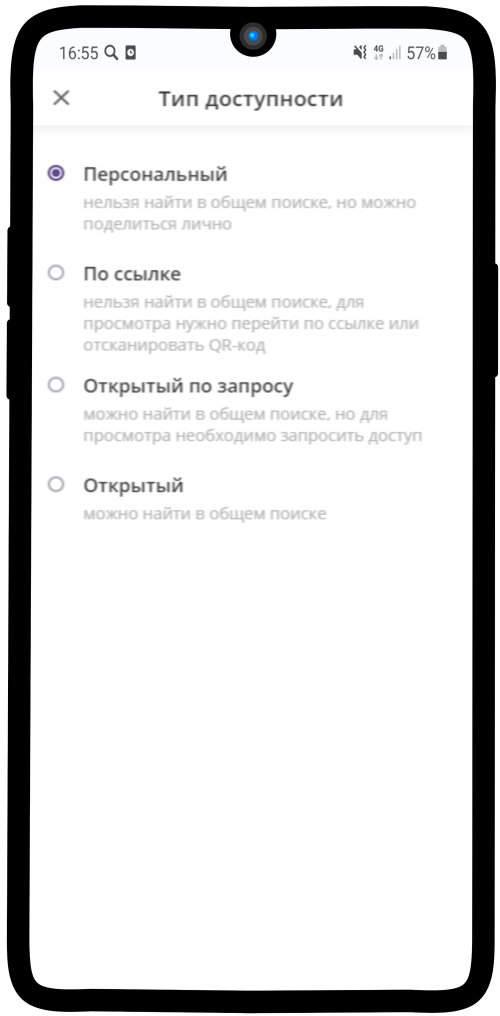 16:55 4G 57%
Тип доступности
Персональный
нельзя найти в общем поиске, но можно
поделиться лично
По ссылке
нельзя найти в общем поиске, для
просмотра нужно перейти по ссылке или
отсканировать QR-код
Открытый по запросу
можно найти в общем поиске, но для
просмотра необходимо запросить доступ
Открытый
можно найти в общем поиске